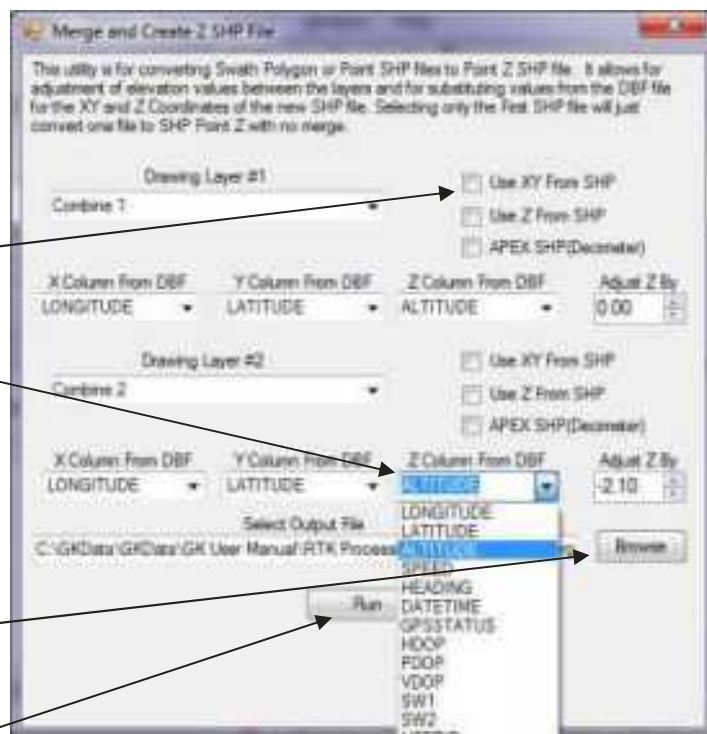 Merge and Create Z SHP File
This utility is for converting Swath Polygon or Point SHP files to Point Z SHP file. It allows for
adjustment of elevation values between the layers and for substituting values from the DBF file
for the XY and Z Coordinates of the new SHP file. Selecting only the First SHP file will just
convert one file to SHP Point Z with no merge.
Drawing Layer #1
Combine 1
Use XY From SHP
Use Z From SHP
APEX SHP(Decimeter)
X Column From DBF Y Column From DBF Z Column From DBF Adjust Z By
LONGITUDE LATITUDE ALTITUDE 0.00
Drawing Layer #2
Combine 2
Use XY From SHP
Use Z From SHP
APEX SHP(Decimeter)
X Column From DBF Y Column From DBF Z Column From DBF Adjust Z By
LONGITUDE LATITUDE ALTITUDE -2.10
Select Output File
C:\GKData\GKData\GK User Manual\RTK Process
Browse
Run
LONGITUDE
LATITUDE
ALTITUDE
SPEED
HEADING
DATETIME
GPSSTATUS
HDOP
PDOP
VDOP
SW1
SW2